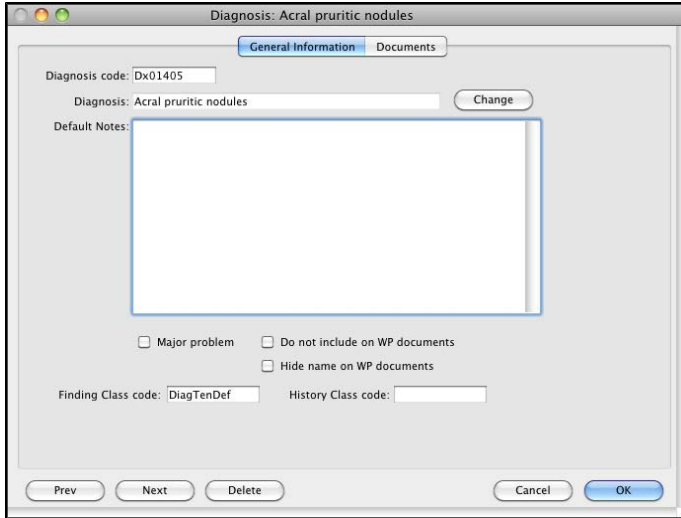 Diagnosis: Acral pruritic nodules
General Information Documents
Diagnosis code: Dx01405
Diagnosis: Acral pruritic nodules Change
Default Notes:
Major problem Do not include on WP documents
Hide name on WP documents
Finding Class code: DiagTenDef History Class code:
Prev Next Delete Cancel OK